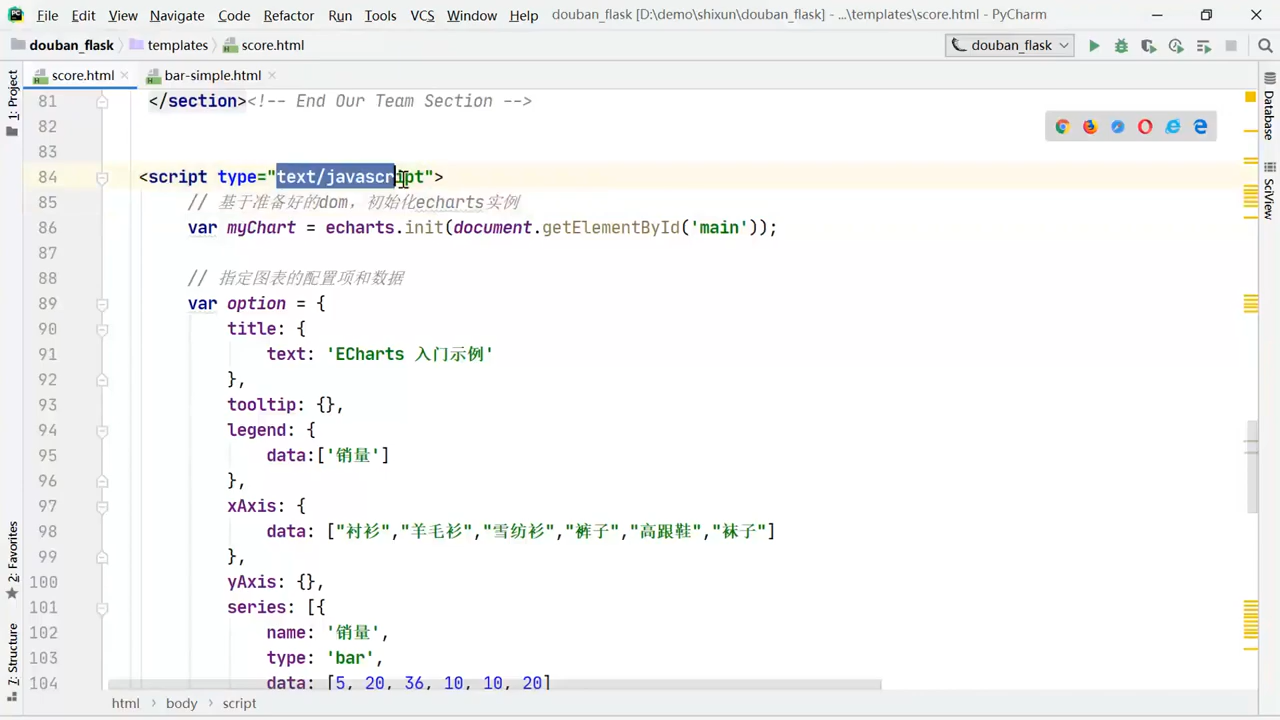 File Edit View Navigate Code Refactor Run Tools VCS Window Help douban_flask [D:\demo\shixun\douban_flask] - ...\templates\score.html - PyCharm
douban_flask templates score.html douban_flask
score.html bar-simple.html
1: Project
Database
SciView
2: Favorites
7: Structure
81 </section><!-- End Our Team Section -->
82
83
84 <script type="text/javascript">
85 // 基于准备好的dom，初始化echarts实例
86 var myChart = echarts.init(document.getElementById('main'));
87
88 // 指定图表的配置项和数据
89 var option = {
90 title: {
91 text: 'ECharts 入门示例'
92 },
93 tooltip: {},
94 legend: {
95 data:['销量']
96 },
97 xAxis: {
98 data: ["衬衫","羊毛衫","雪纺衫","裤子","高跟鞋","袜子"]
99 },
100 yAxis: {},
101 series: [{
102 name: '销量',
103 type: 'bar',
104 data: [5, 20, 36, 10, 10, 20]
html body script